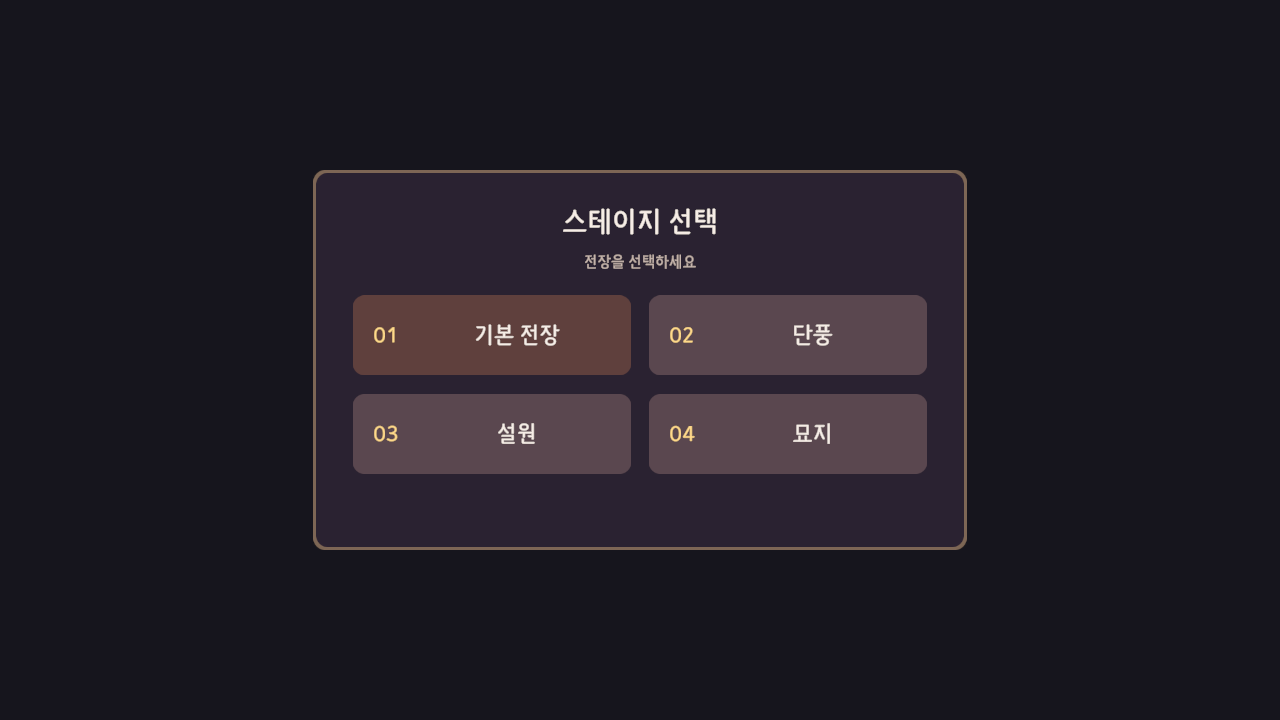 스테이지 선택
전장을 선택하세요
01 기본 전장
02 단풍
03 설원
04 묘지